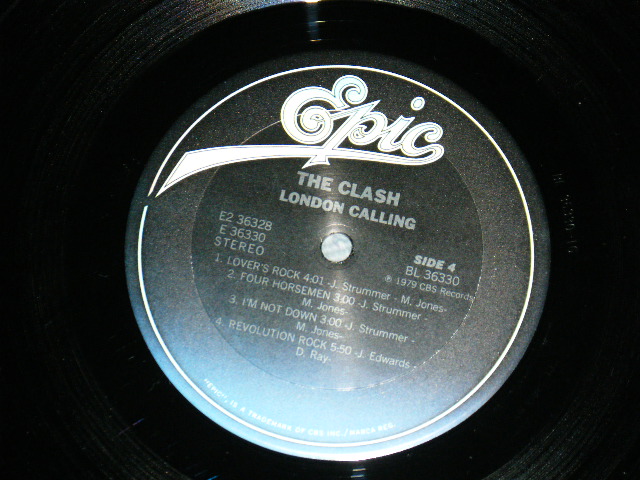 Epic
THE CLASH
LONDON CALLING
E2 36328
E 36330
STEREO
SIDE 4
BL 36330
℗ 1979 CBS Records
1. LOVER'S ROCK 4:01 -J. Strummer - M. Jones-
2. FOUR HORSEMEN 3:00 -J. Strummer -
M. Jones-
3. I'M NOT DOWN 3:00 -J. Strummer -
M. Jones-
4. REVOLUTION ROCK 5:50 -J. Edwards -
D. Ray-
"EPIC", IS A TRADEMARK OF CBS INC./MARCA REG.